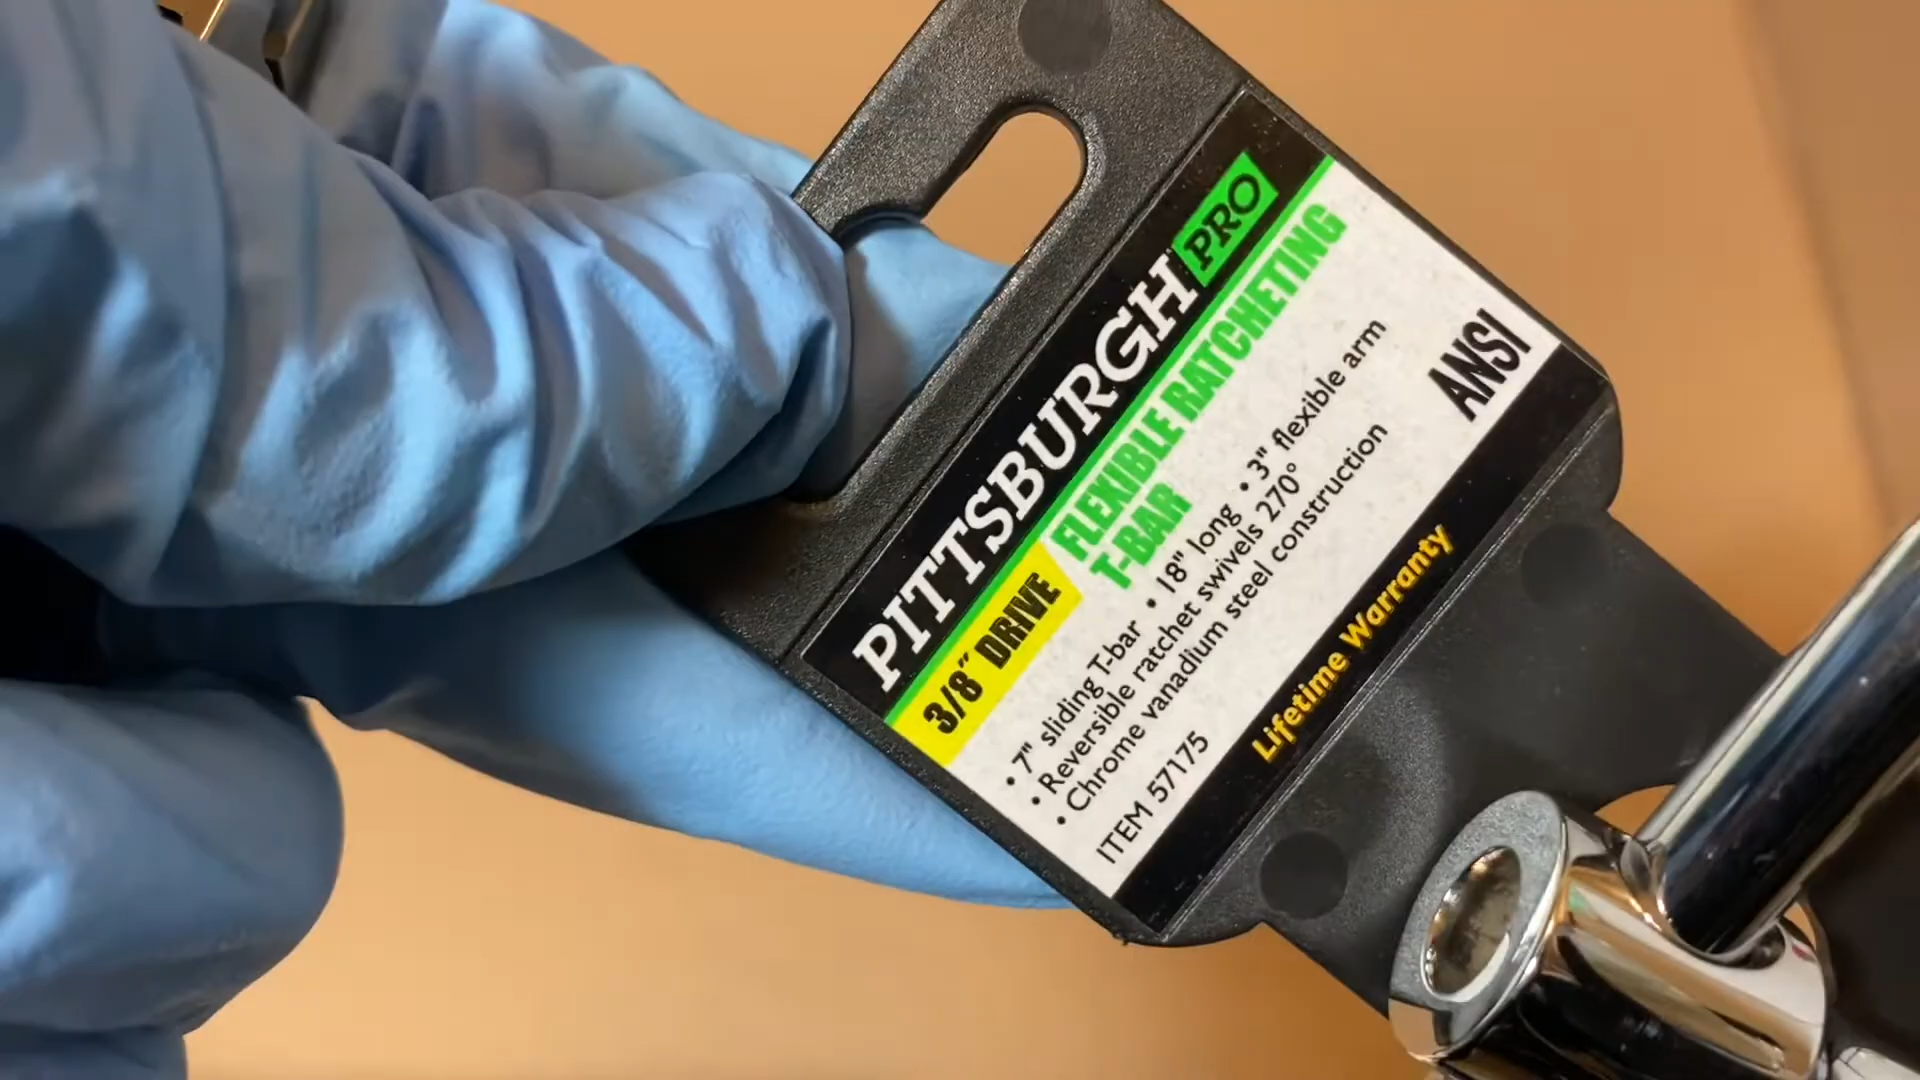 PITTSBURGH PRO
3/8" DRIVE
FLEXIBLE RATCHETING
T-BAR
• 7" sliding T-bar • 18" long • 3" flexible arm
• Reversible ratchet swivels 270°
• Chrome vanadium steel construction
ITEM 57175
ANSI
Lifetime Warranty